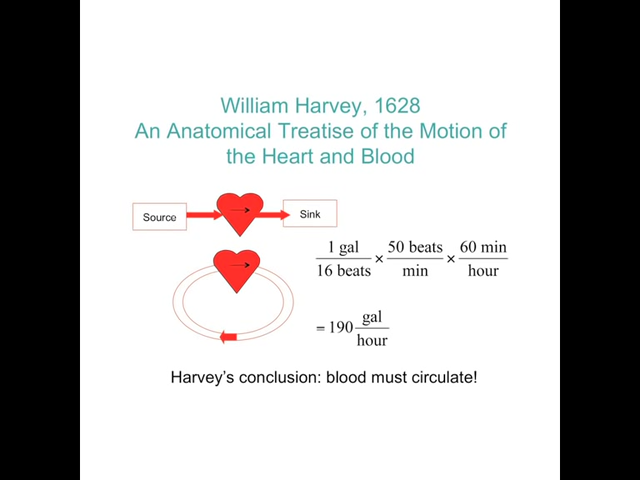 William Harvey, 1628
An Anatomical Treatise of the Motion of
the Heart and Blood
Source
Sink
1 gal / 16 beats × 50 beats / min × 60 min / hour
= 190 gal / hour
Harvey's conclusion: blood must circulate!